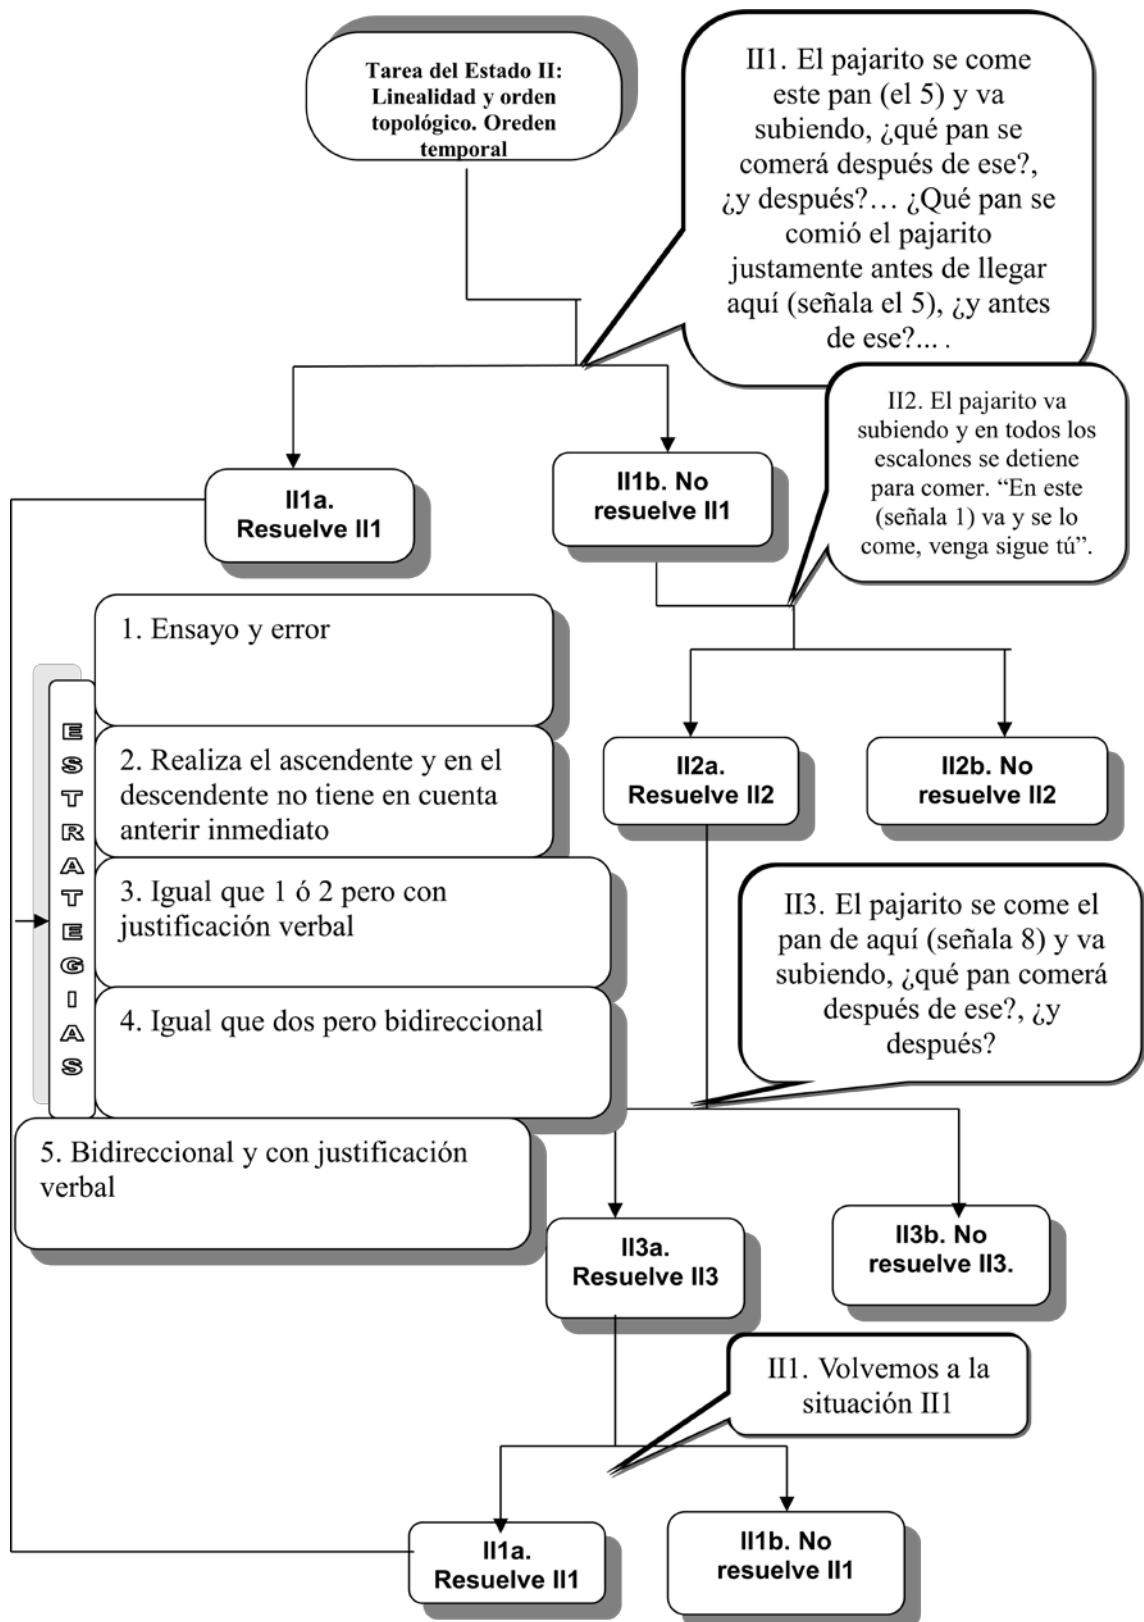 Tarea del Estado II:
Linealidad y orden
topológico. Oreden
temporal
II1. El pajarito se come
este pan (el 5) y va
subiendo, ¿qué pan se
comerá después de ese?,
¿y después?… ¿Qué pan se
comió el pajarito
justamente antes de llegar
aquí (señala el 5), ¿y antes
de ese?... .
II2. El pajarito va
subiendo y en todos los
escalones se detiene
para comer. “En este
(señala 1) va y se lo
come, venga sigue tú”.
II1a.
Resuelve II1
II1b. No
resuelve II1
ESTRATEGIAS
1. Ensayo y error
2. Realiza el ascendente y en el
descendente no tiene en cuenta
anterir inmediato
3. Igual que 1 ó 2 pero con
justificación verbal
4. Igual que dos pero bidireccional
5. Bidireccional y con justificación
verbal
II2a.
Resuelve II2
II2b. No
resuelve II2
II3. El pajarito se come el
pan de aquí (señala 8) y va
subiendo, ¿qué pan comerá
después de ese?, ¿y
después?
II3a.
Resuelve II3
II3b. No
resuelve II3.
II1. Volvemos a la
situación II1
II1a.
Resuelve II1
II1b. No
resuelve II1